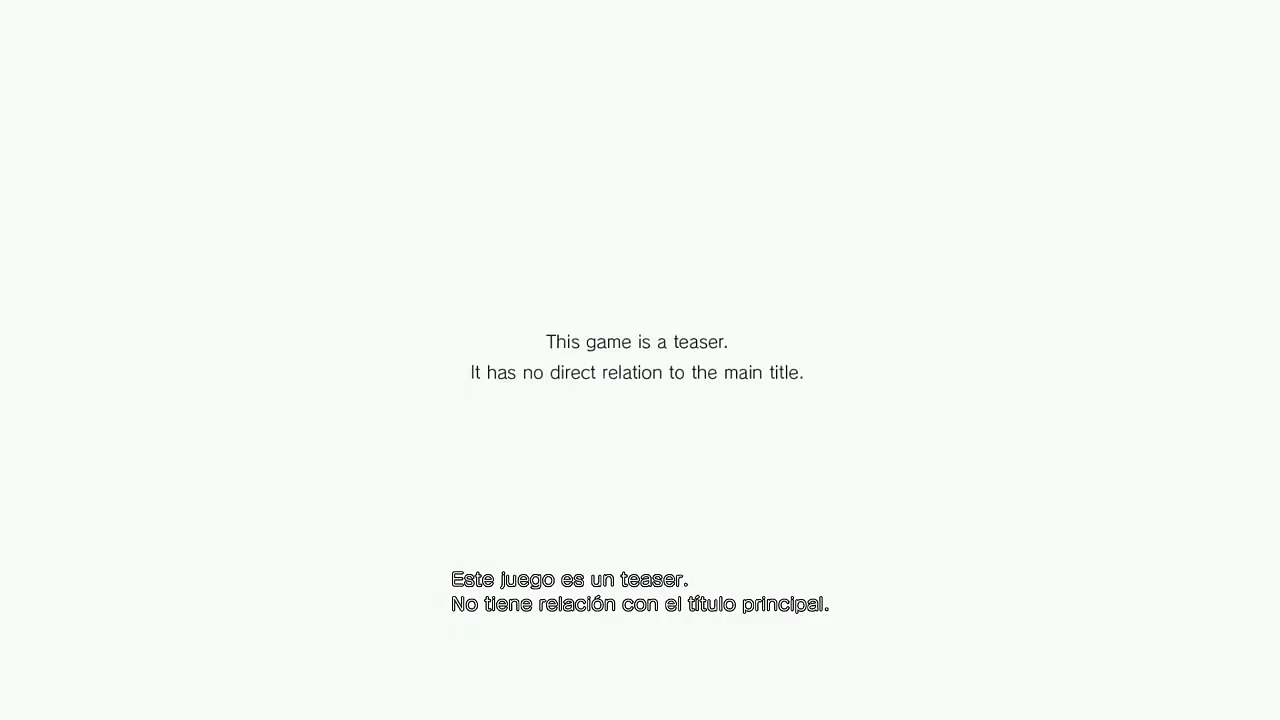 This game is a teaser.
It has no direct relation to the main title.
Este juego es un teaser.
No tiene relación con el título principal.